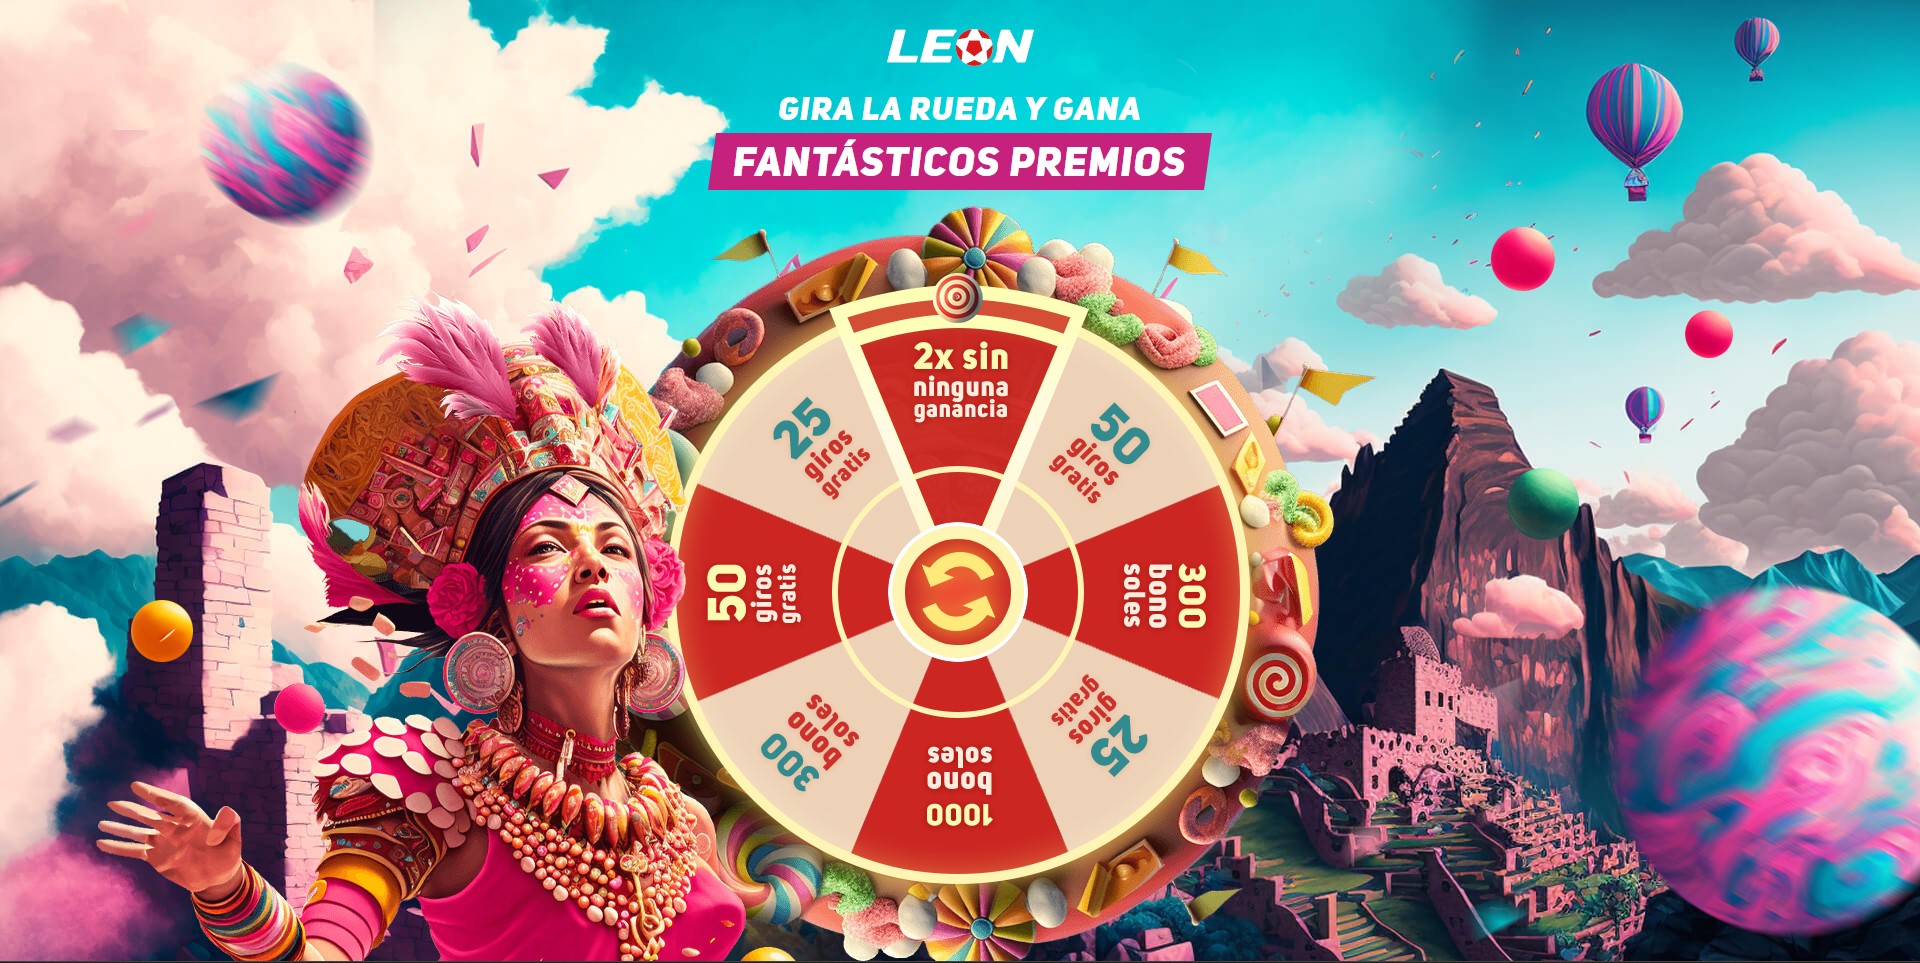 LEON
GIRA LA RUEDA Y GANA
FANTÁSTICOS PREMIOS
2x sin
ninguna
ganancia
50
giros
gratis
300
bono
soles
25
giros
gratis
1000
bono
soles
300
bono
soles
50
giros
gratis
25
giros
gratis